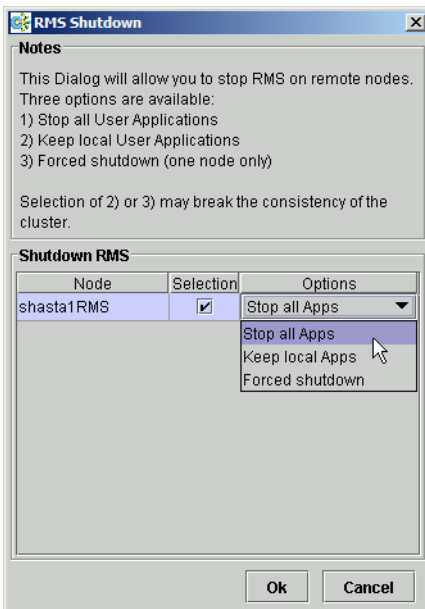 RMS Shutdown
Notes
This Dialog will allow you to stop RMS on remote nodes.
Three options are available:
1) Stop all User Applications
2) Keep local User Applications
3) Forced shutdown (one node only)
Selection of 2) or 3) may break the consistency of the
cluster.
Shutdown RMS
Node Selection Options
shasta1RMS Stop all Apps
Stop all Apps
Keep local Apps
Forced shutdown
Ok Cancel